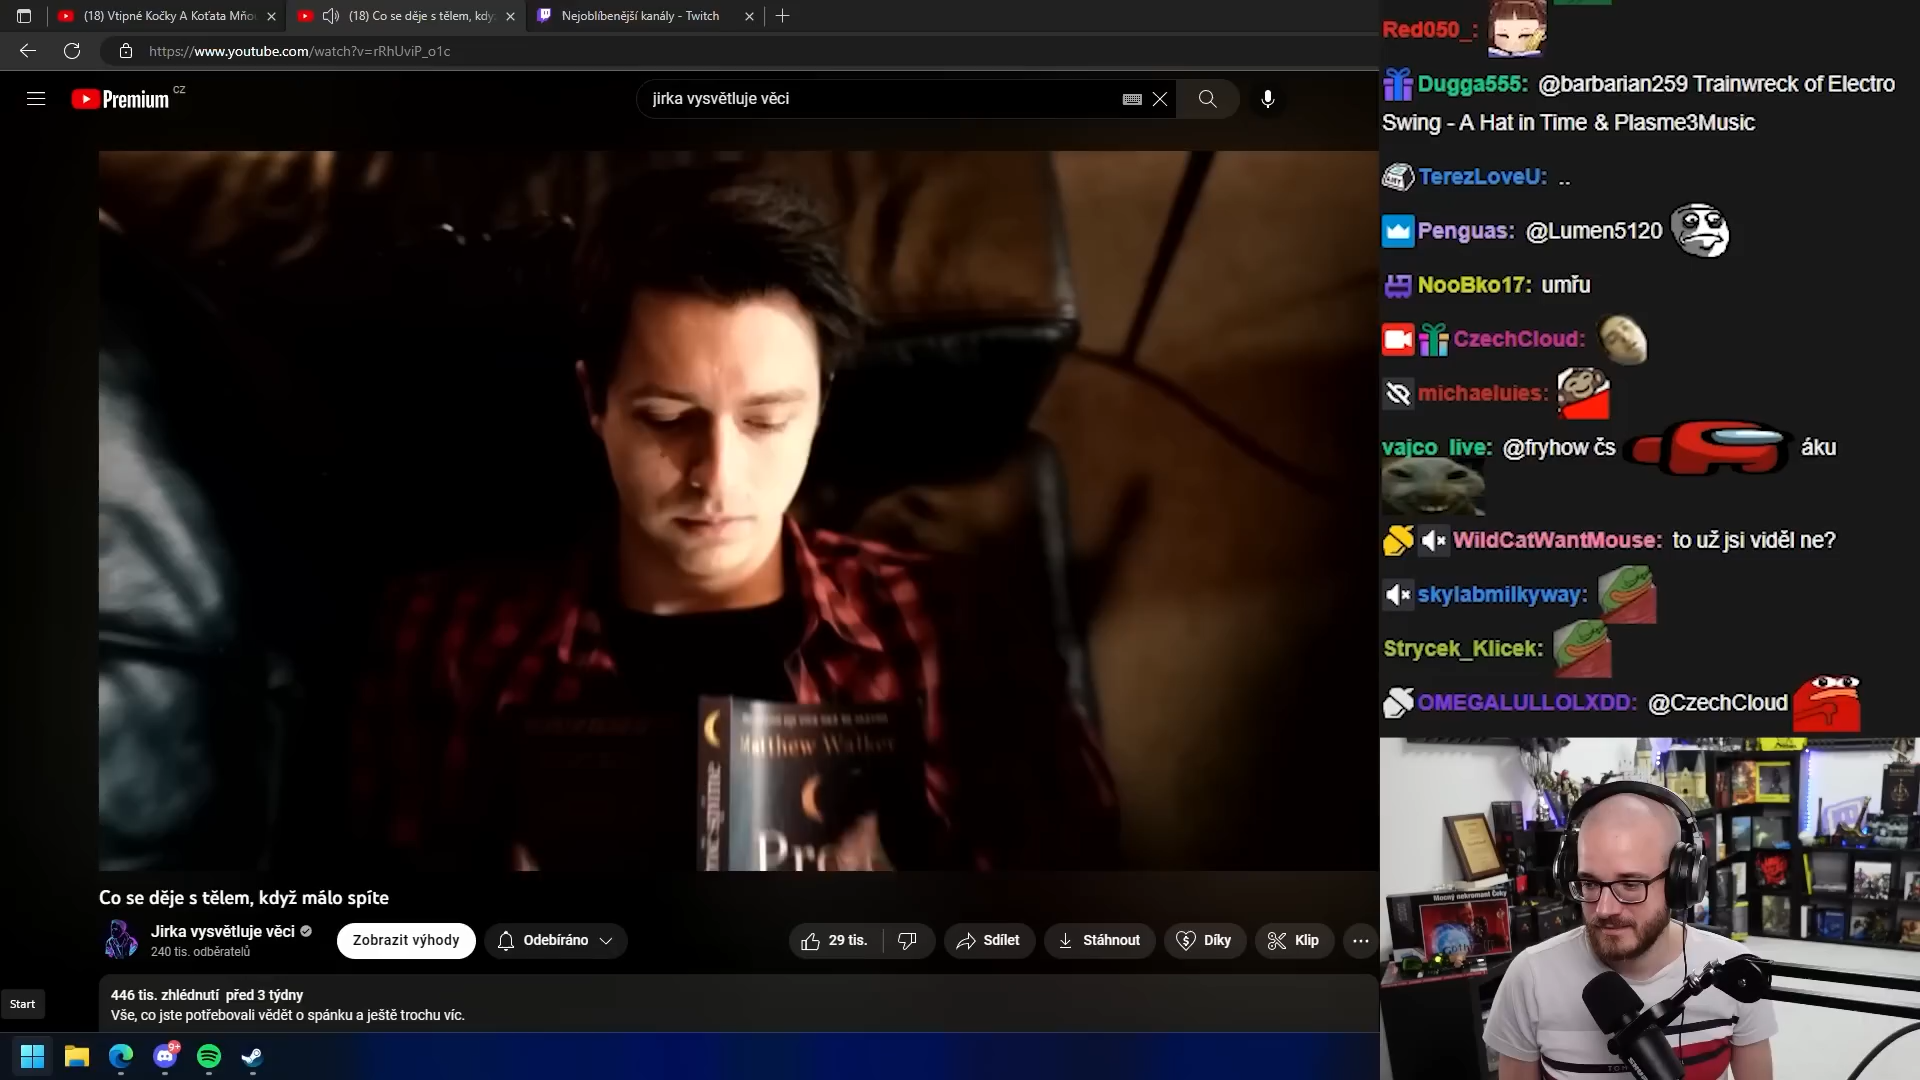 (18) Vtipné Kočky A Koťata Mňou
(18) Co se děje s tělem, kdy
Nejoblíbenější kanály - Twitch
https://www.youtube.com/watch?v=rRhUviP_o1c
Premium CZ
jirka vysvětluje věci
Matthew Walker
Co se děje s tělem, když málo spíte
Jirka vysvětluje věci
240 tis. odběratelů
Zobrazit výhody
Odebíráno
29 tis.
Sdílet
Stáhnout
Díky
Klip
446 tis. zhlédnutí před 3 týdny
Vše, co jste potřebovali vědět o spánku a ještě trochu víc.
Start
9+
Red050_:
Dugga555: @barbarian259 Trainwreck of Electro
Swing - A Hat in Time & Plasme3Music
TerezLoveU: ..
Penguas: @Lumen5120
NooBko17: umřu
CzechCloud:
michaeluies:
vajco_live: @fryhow čs áku
WildCatWantMouse: to už jsi viděl ne?
skylabmilkyway:
Strycek_Klicek:
OMEGALULLOLXDD: @CzechCloud
Mocný nekromant Čeky